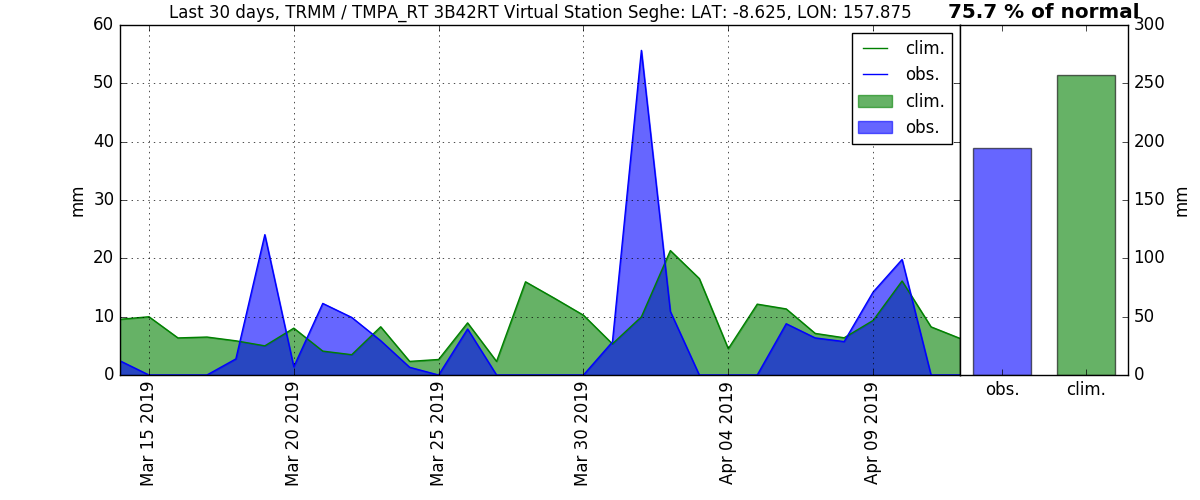 Last 30 days, TRMM / TMPA_RT 3B42RT Virtual Station Seghe: LAT: -8.625, LON: 157.875
75.7 % of normal
60
50
40
30
20
10
0
mm
clim.
obs.
clim.
obs.
300
250
200
150
100
50
0
mm
Mar 15 2019
Mar 20 2019
Mar 25 2019
Mar 30 2019
Apr 04 2019
Apr 09 2019
obs.
clim.